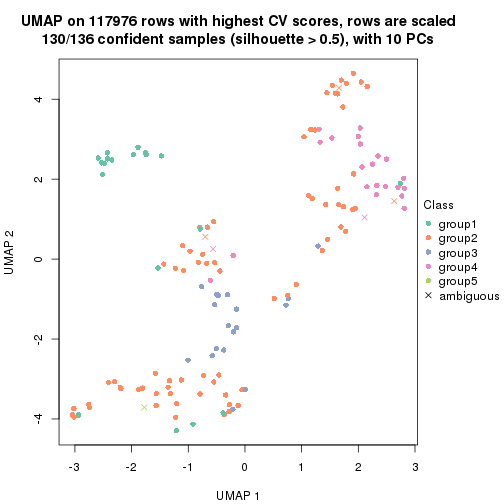 UMAP on 117976 rows with highest CV scores, rows are scaled
130/136 confident samples (silhouette > 0.5), with 10 PCs
4
2
0
-2
-4
UMAP 2
-3
-2
-1
0
1
2
3
UMAP 1
Class
group1
group2
group3
group4
group5
ambiguous